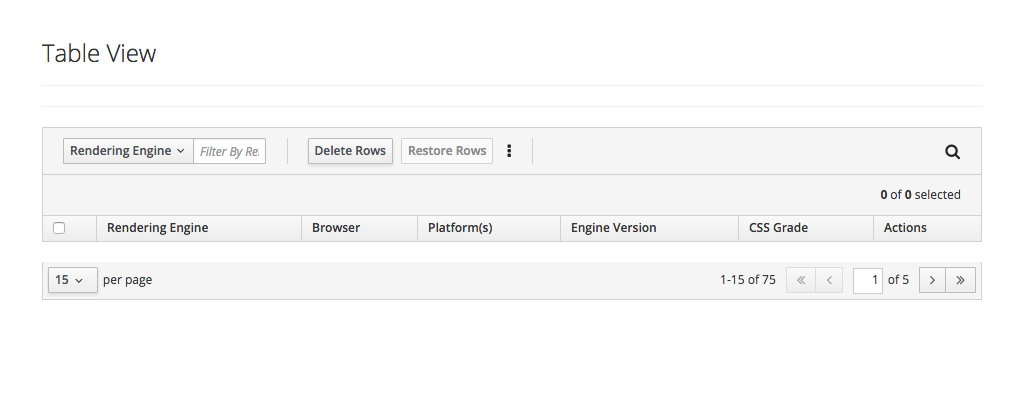 Table View
Rendering Engine Filter By Re. Delete Rows Restore Rows
0 of 0 selected
Rendering Engine Browser Platform(s) Engine Version CSS Grade Actions
15 per page 1-15 of 75 1 of 5